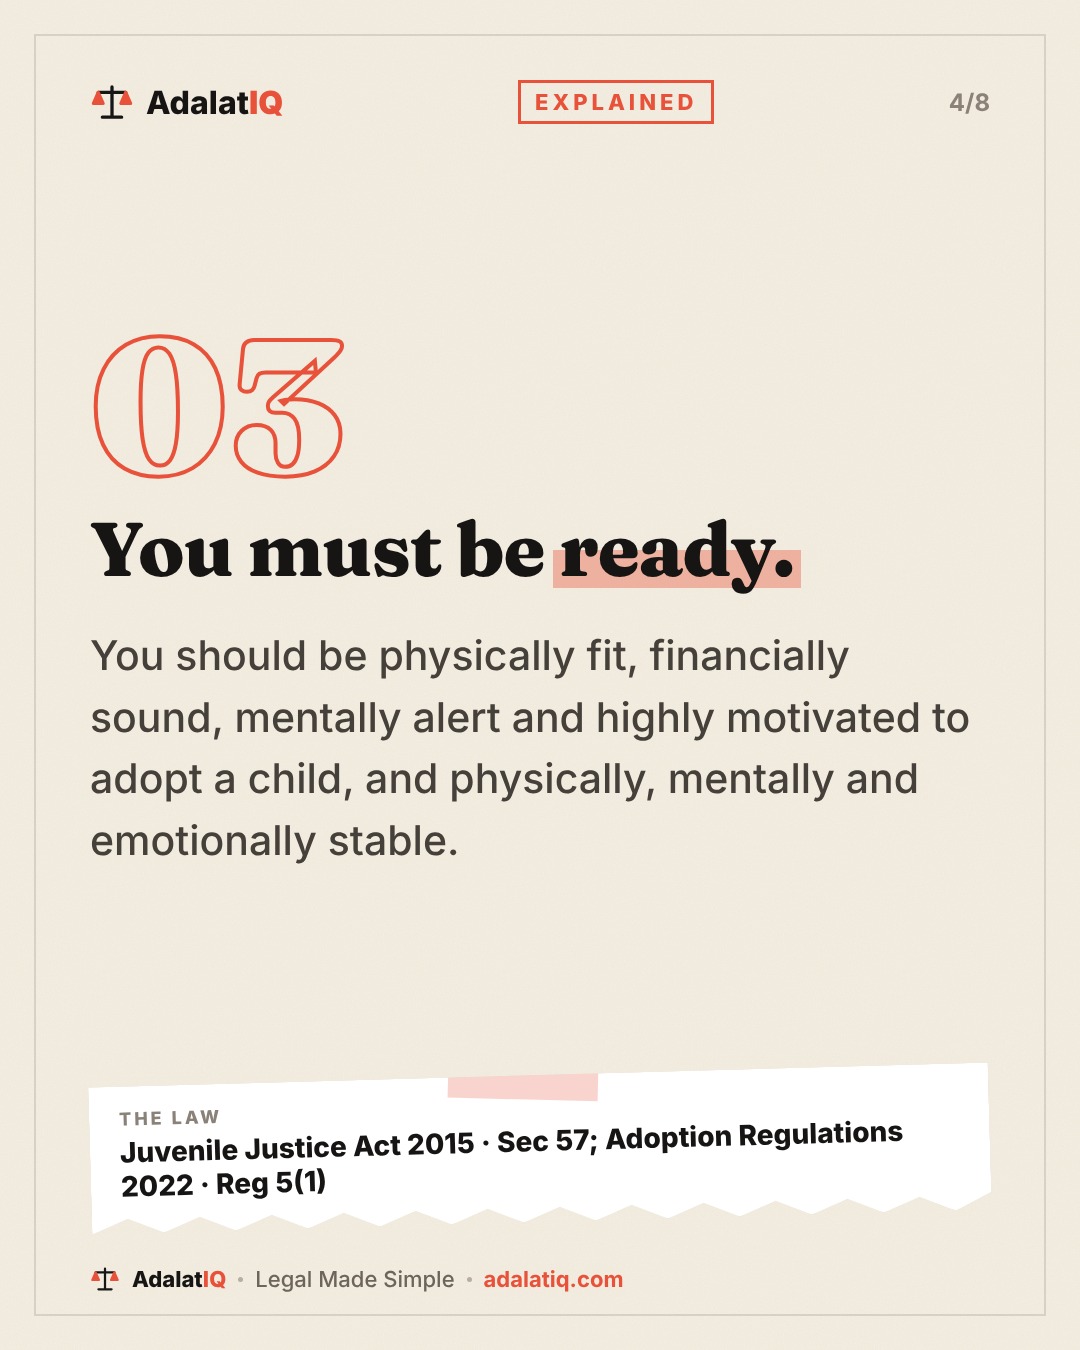 AdalatIQ
EXPLAINED
4/8
03
You must be ready.
You should be physically fit, financially
sound, mentally alert and highly motivated to
adopt a child, and physically, mentally and
emotionally stable.
THE LAW
Juvenile Justice Act 2015 · Sec 57; Adoption Regulations
2022 · Reg 5(1)
AdalatIQ • Legal Made Simple • adalatiq.com